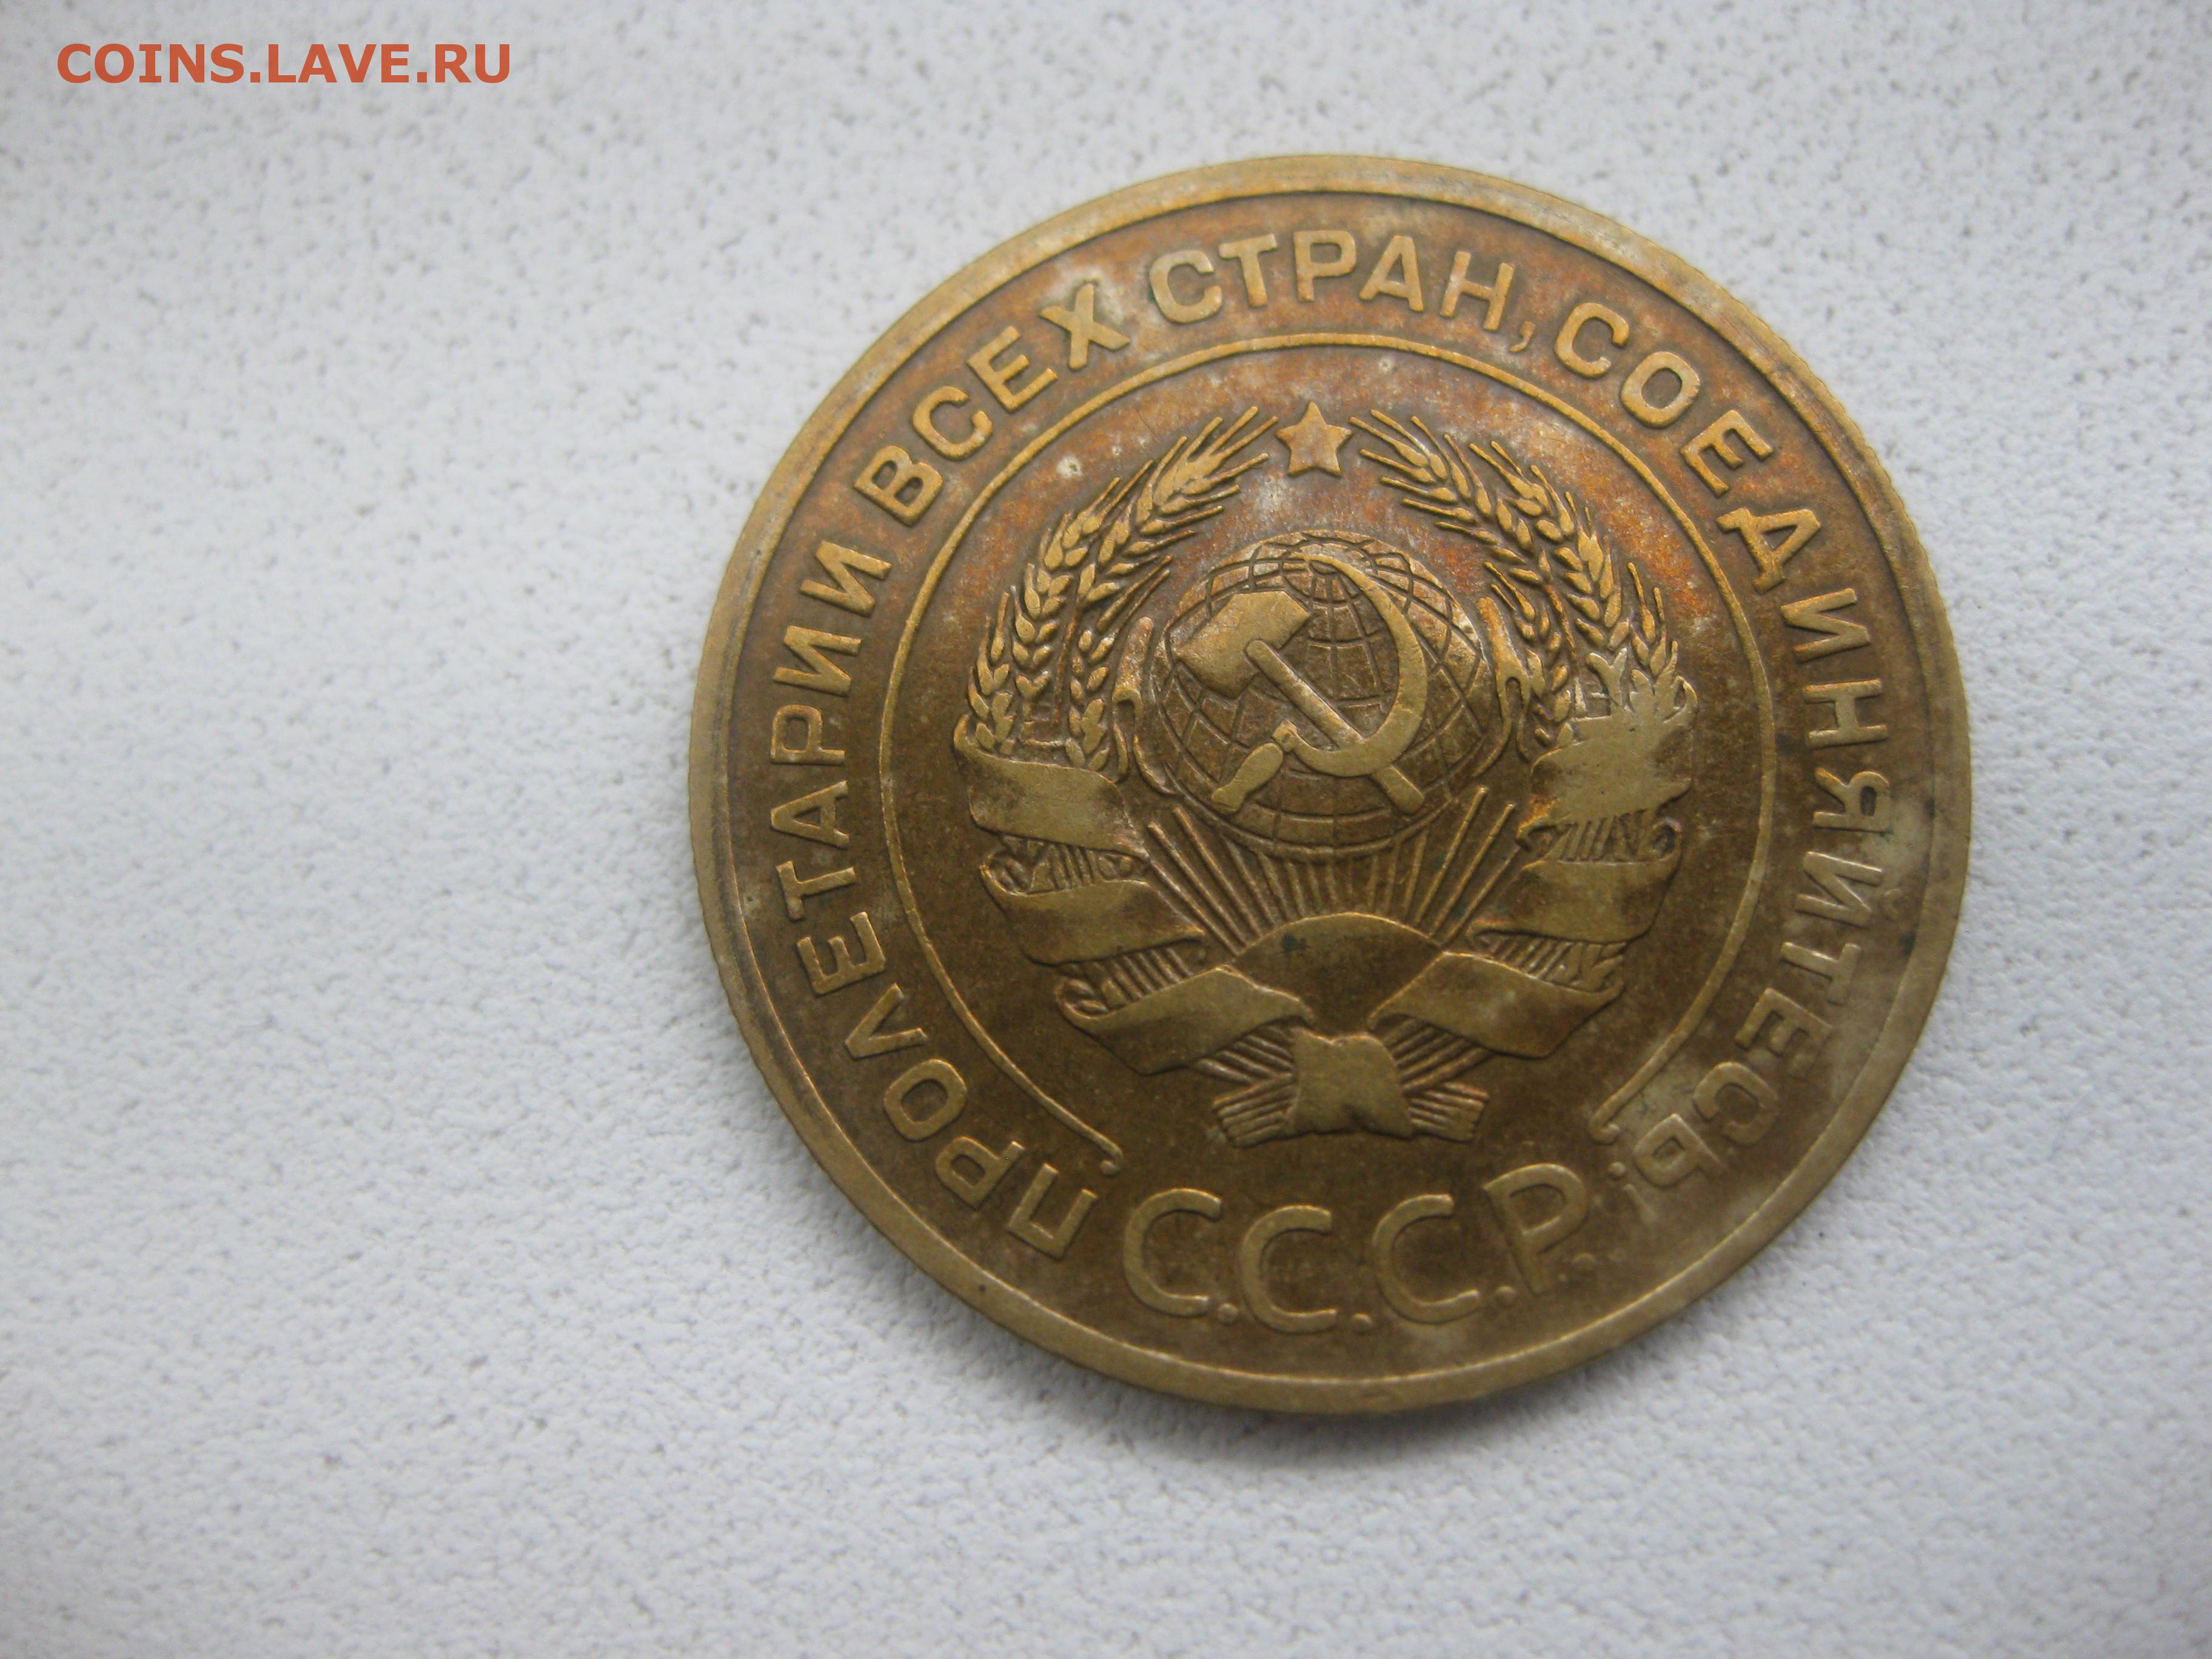 COINS.LAVE.RU
ПРОЛЕТАРИИ ВСЕХ СТРАН, СОЕДИНЯЙТЕСЬ!
С.С.С.Р.